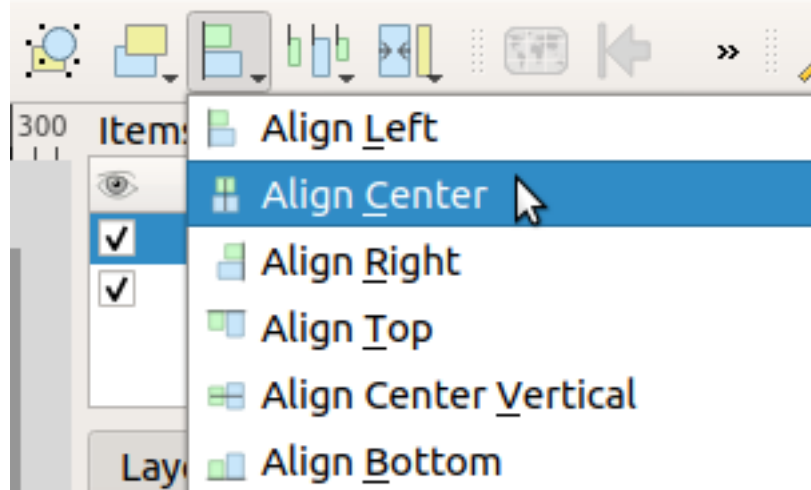 »
300
Items
Align Left
Align Center
Align Right
Align Top
Align Center Vertical
Align Bottom
Lay